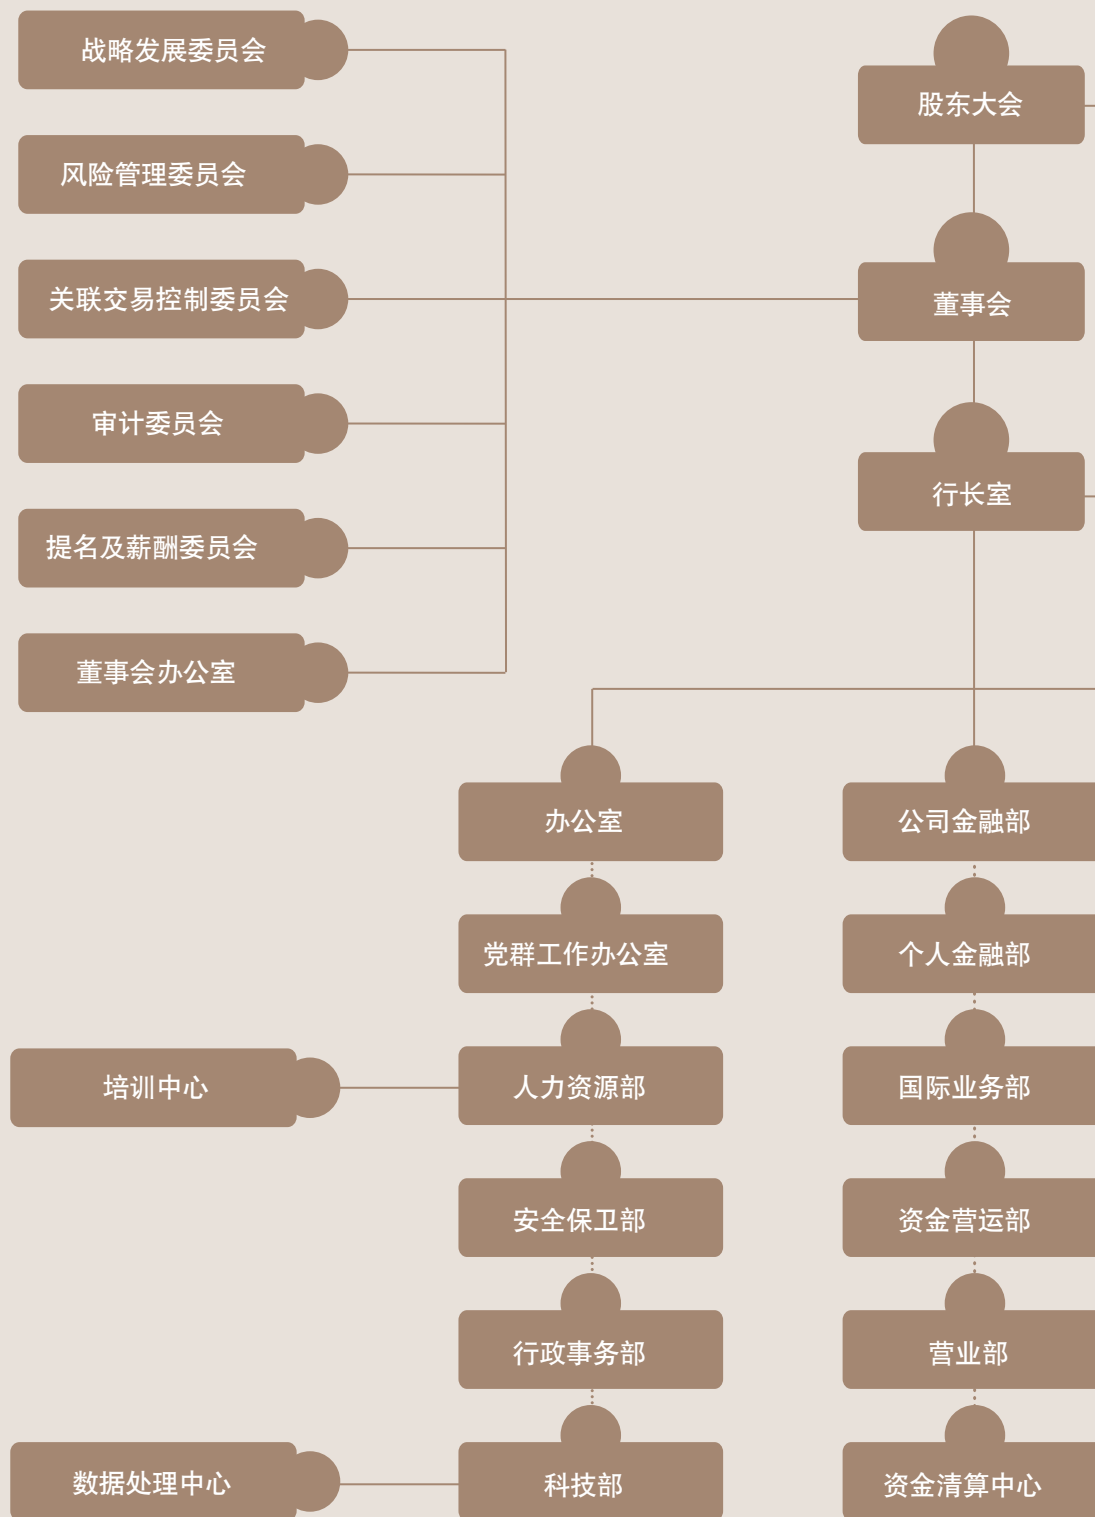 战略发展委员会
风险管理委员会
关联交易控制委员会
审计委员会
提名及薪酬委员会
董事会办公室
股东大会
董事会
行长室
办公室
党群工作办公室
人力资源部
安全保卫部
行政事务部
科技部
培训中心
数据处理中心
公司金融部
个人金融部
国际业务部
资金营运部
营业部
资金清算中心